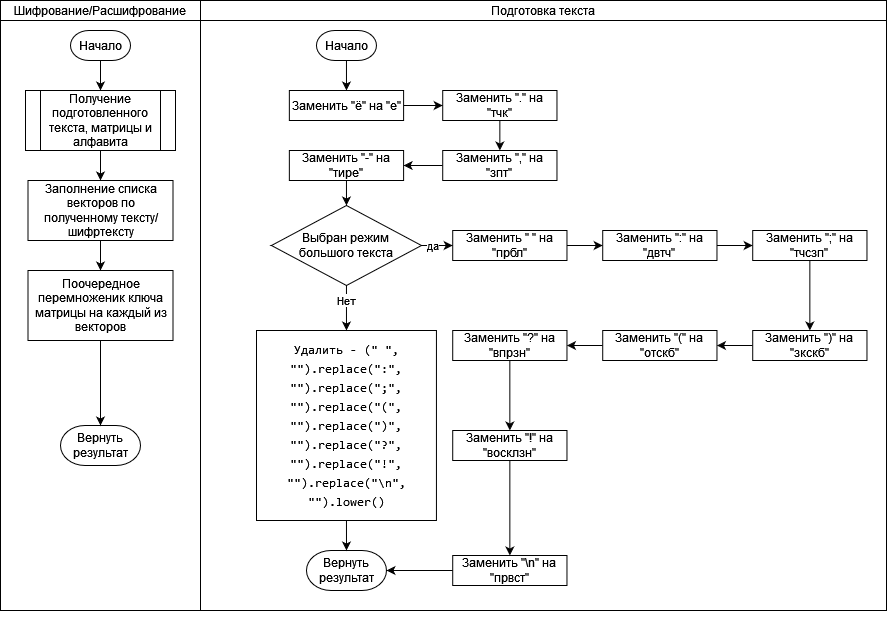 Шифрование/Расшифрование
Начало
Получение
подготовленного
текста, матрицы и
алфавита
Заполнение списка
векторов по
полученному тексту/
шифртексту
Поочередное
перемноженик ключа
матрицы на каждый из
векторов
Вернуть
результат
Подготовка текста
Начало
Заменить "ё" на "е"
Заменить "." на
"тчк"
Заменить "-" на
"тире"
Заменить "," на
"зпт"
Выбран режим
большого текста
да
Заменить " " на
"прбл"
Заменить ":" на
"двтч"
Заменить ";" на
"тчсзп"
Нет
Удалить - (" ",
"").replace(":",
"").replace(";",
"").replace("(",
"").replace(")",
"").replace("?",
"").replace("!",
"").replace("\n",
"").lower()
Заменить "?" на
"впрзн"
Заменить "(" на
"отскб"
Заменить ")" на
"зкскб"
Заменить "!" на
"восклзн"
Вернуть
результат
Заменить "\n" на
"првст"